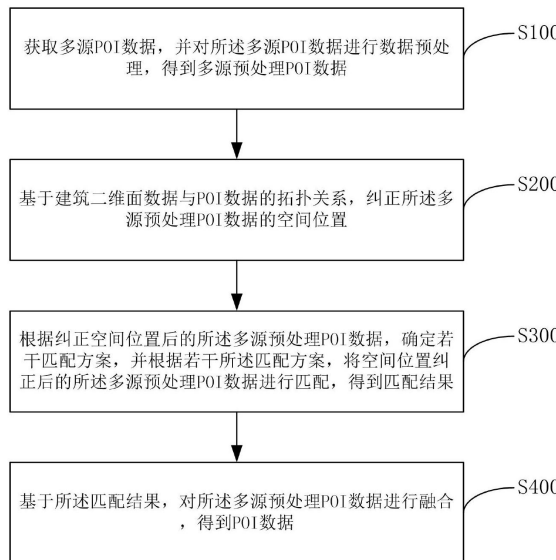 获取多源POI数据，并对所述多源POI数据进行数据预处
理，得到多源预处理POI数据
S100
基于建筑二维面数据与POI数据的拓扑关系，纠正所述多
源预处理POI数据的空间位置
S200
根据纠正空间位置后的所述多源预处理POI数据，确定若
干匹配方案，并根据若干所述匹配方案，将空间位置纠
正后的所述多源预处理POI数据进行匹配，得到匹配结果
S300
基于所述匹配结果，对所述多源预处理POI数据进行融合
，得到POI数据
S400